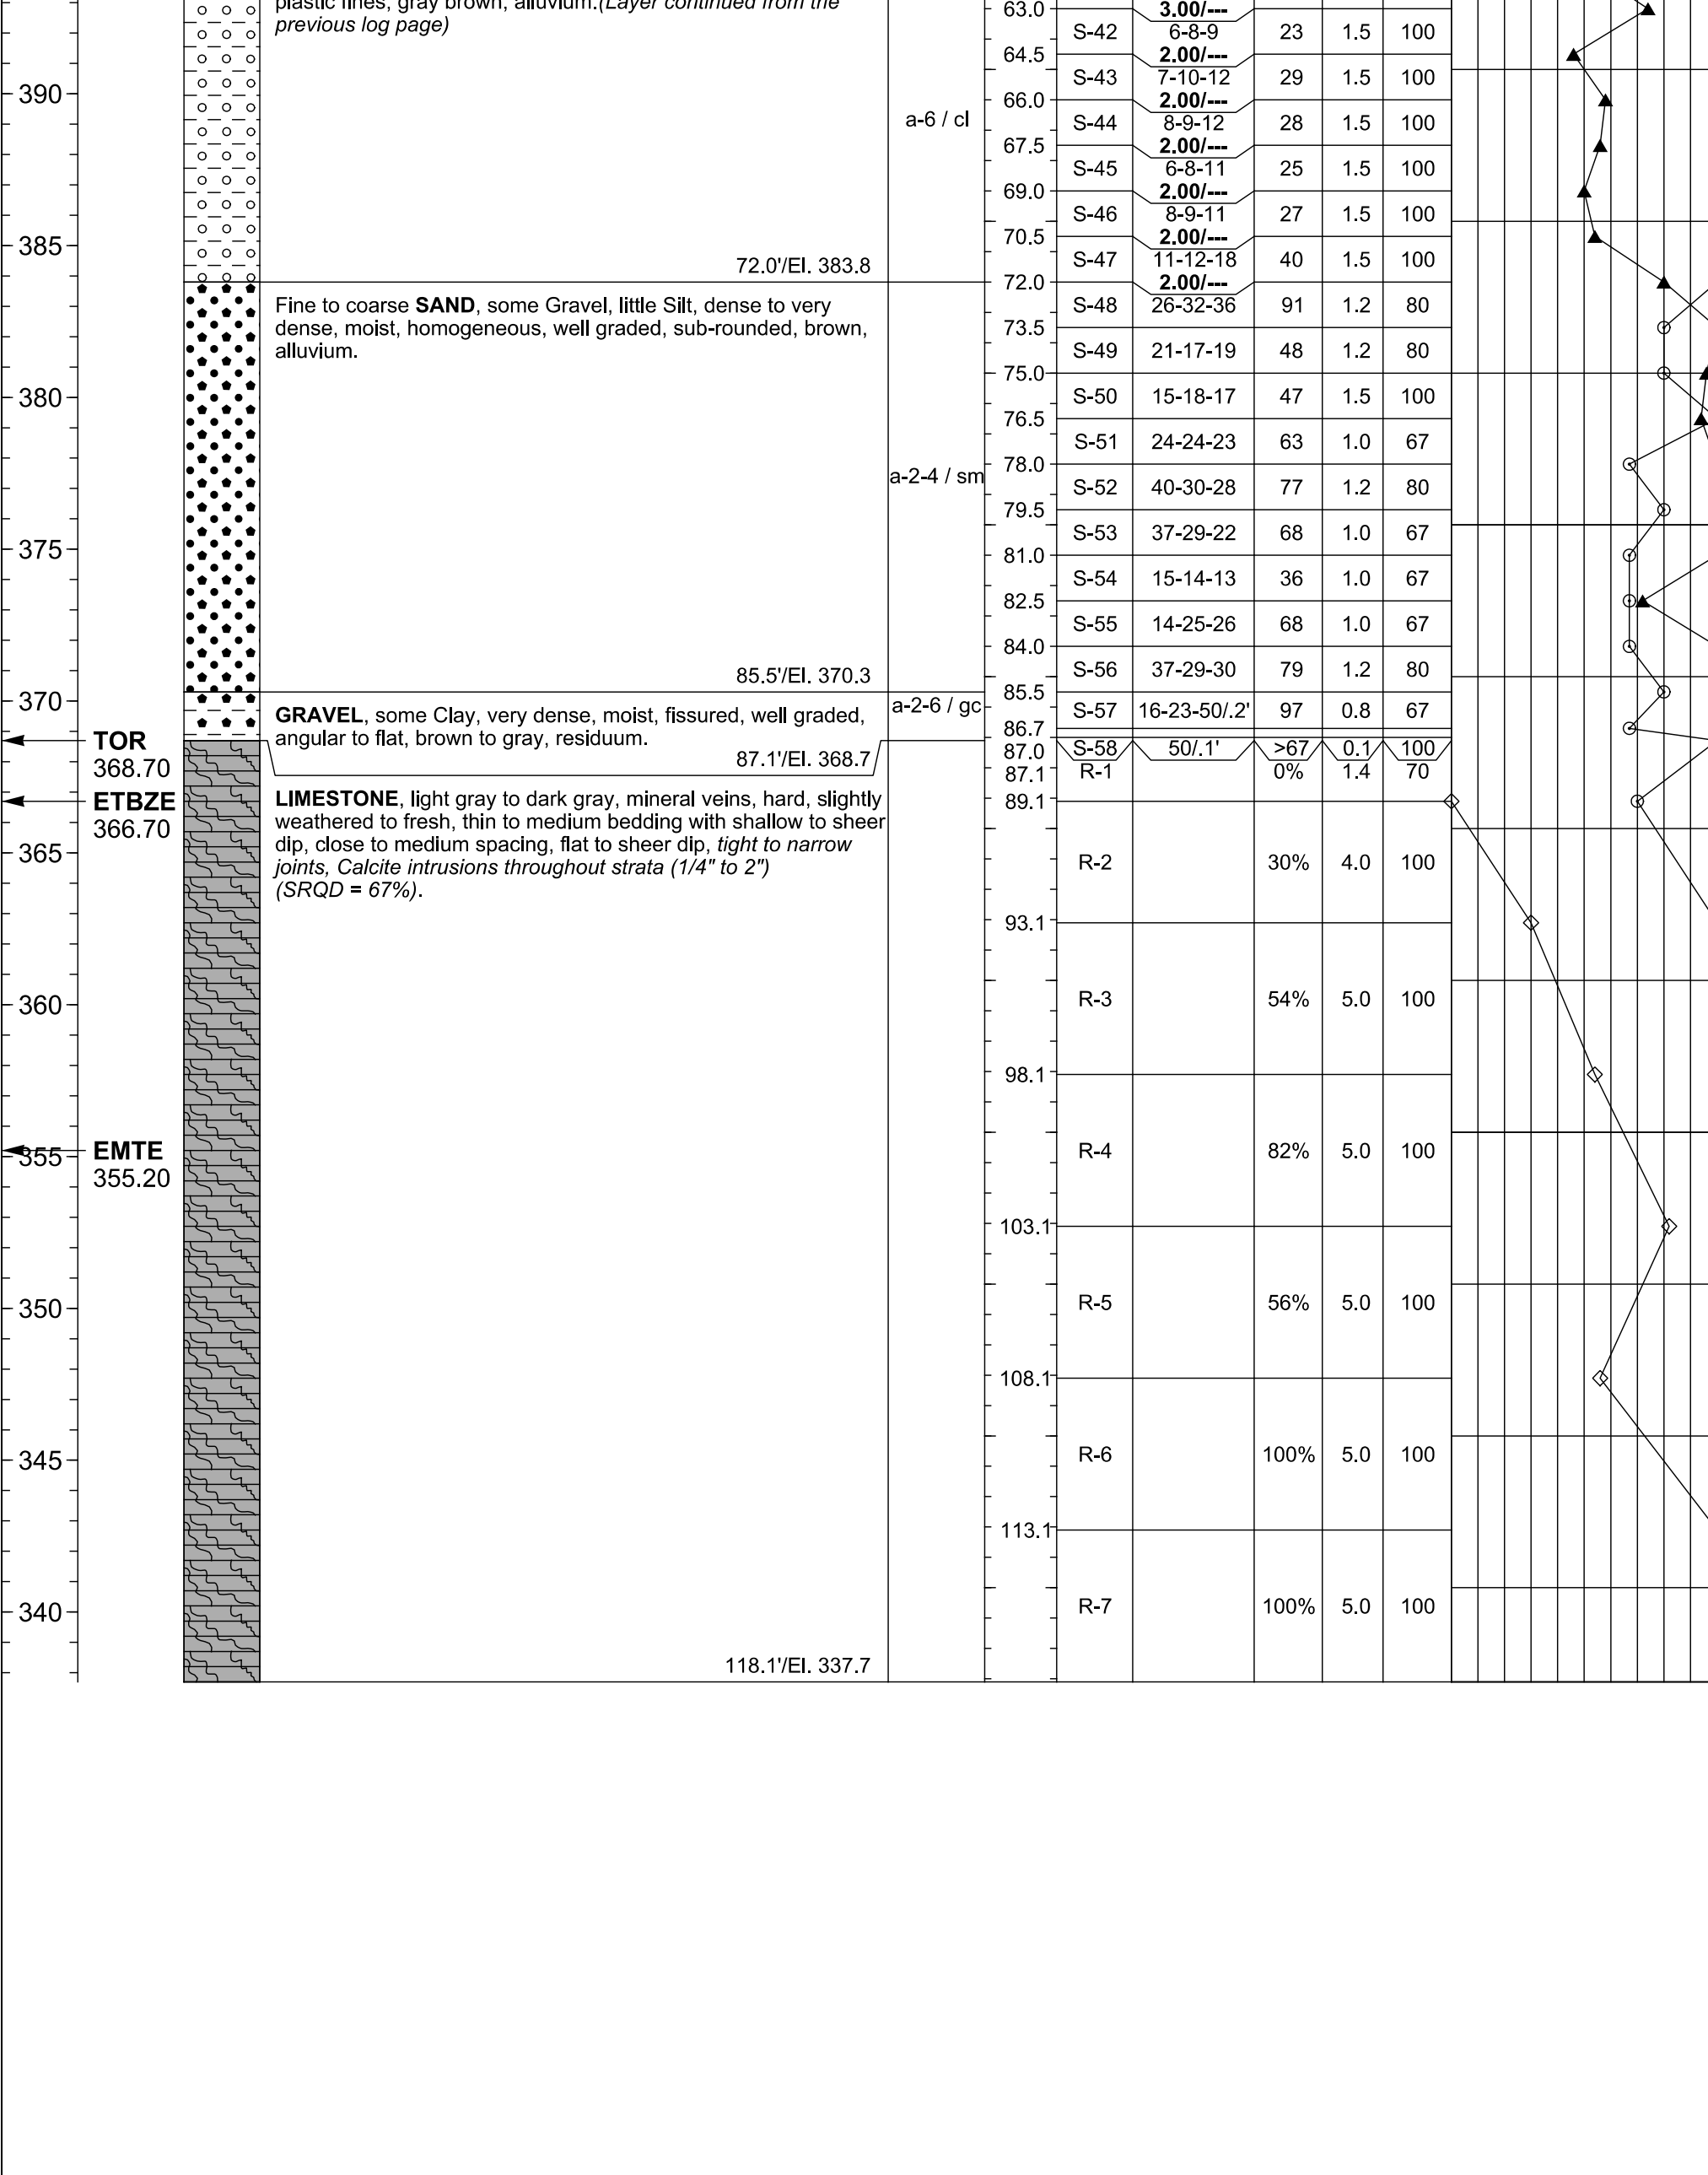 plastic fines, gray brown, alluvium.(Layer continued from the
previous log page)
72.0'/El. 383.8
Fine to coarse SAND, some Gravel, little Silt, dense to very
dense, moist, homogeneous, well graded, sub-rounded, brown,
alluvium.
85.5'/El. 370.3
GRAVEL, some Clay, very dense, moist, fissured, well graded,
angular to flat, brown to gray, residuum.
87.1'/El. 368.7
LIMESTONE, light gray to dark gray, mineral veins, hard, slightly
weathered to fresh, thin to medium bedding with shallow to sheer
dip, close to medium spacing, flat to sheer dip, tight to narrow
joints, Calcite intrusions throughout strata (1/4" to 2")
(SRQD = 67%).
118.1'/El. 337.7
390
385
380
375
370
TOR
368.70
ETBZE
366.70
365
360
355
EMTE
355.20
350
345
340
a-6 / cl
a-2-4 / sm
a-2-6 / gc
63.0 3.00/---
S-42 6-8-9 23 1.5 100
64.5 2.00/---
S-43 7-10-12 29 1.5 100
66.0 2.00/---
S-44 8-9-12 28 1.5 100
67.5 2.00/---
S-45 6-8-11 25 1.5 100
69.0 2.00/---
S-46 8-9-11 27 1.5 100
70.5 2.00/---
S-47 11-12-18 40 1.5 100
72.0 2.00/---
S-48 26-32-36 91 1.2 80
73.5
S-49 21-17-19 48 1.2 80
75.0
S-50 15-18-17 47 1.5 100
76.5
S-51 24-24-23 63 1.0 67
78.0
S-52 40-30-28 77 1.2 80
79.5
S-53 37-29-22 68 1.0 67
81.0
S-54 15-14-13 36 1.0 67
82.5
S-55 14-25-26 68 1.0 67
84.0
S-56 37-29-30 79 1.2 80
85.5
S-57 16-23-50/.2' 97 0.8 67
86.7
87.0 S-58 50/.1' >67 0.1 100
87.1 R-1 0% 1.4 70
89.1
R-2 30% 4.0 100
93.1
R-3 54% 5.0 100
98.1
R-4 82% 5.0 100
103.1
R-5 56% 5.0 100
108.1
R-6 100% 5.0 100
113.1
R-7 100% 5.0 100